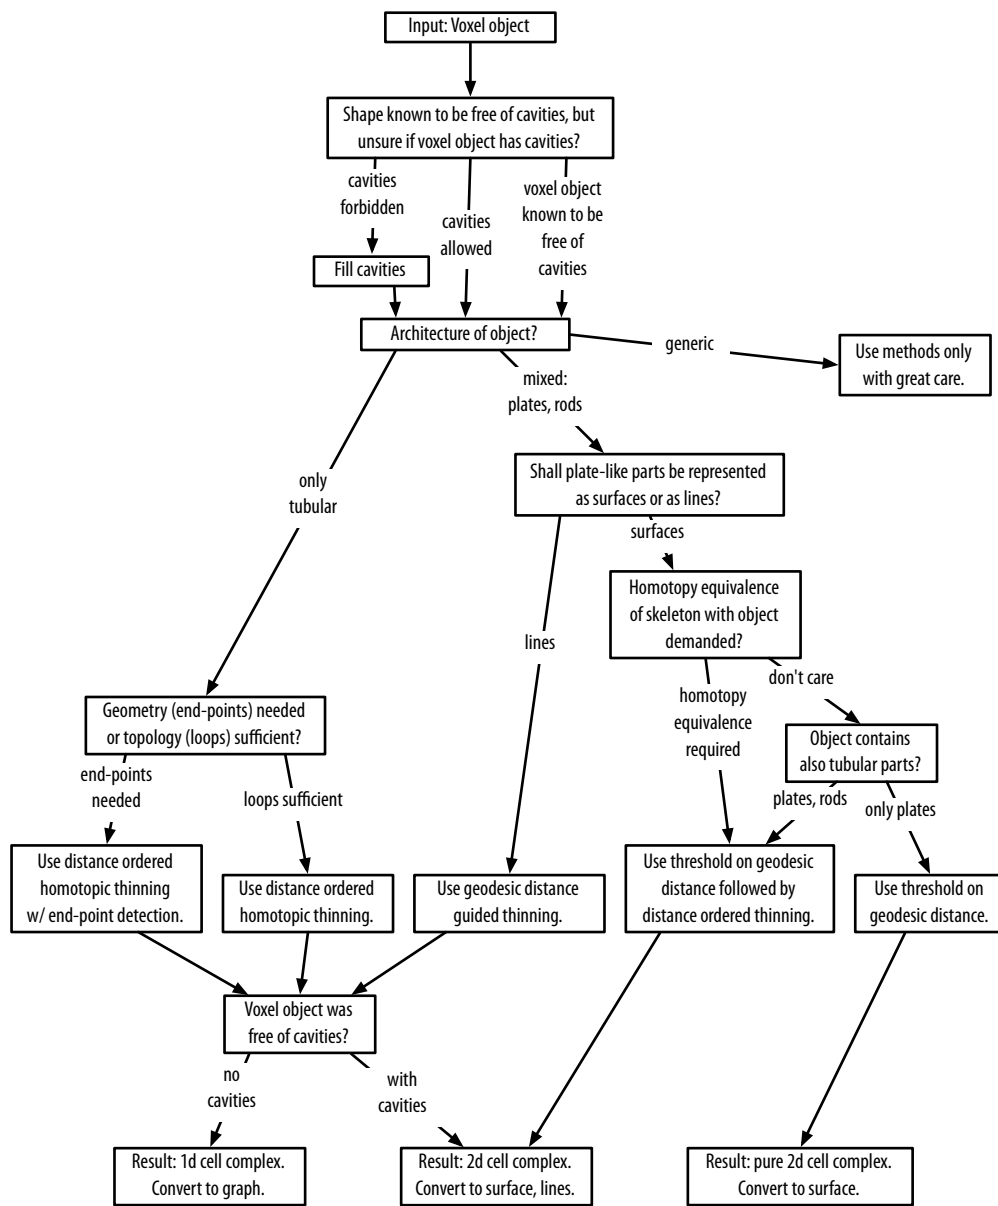 Input: Voxel object
Shape known to be free of cavities, but
unsure if voxel object has cavities?
cavities
forbidden
cavities
allowed
voxel object
known to be
free of
cavities
Fill cavities
Architecture of object?
generic
Use methods only
with great care.
mixed:
plates, rods
only
tubular
Shall plate-like parts be represented
as surfaces or as lines?
surfaces
lines
Homotopy equivalence
of skeleton with object
demanded?
don't care
homotopy
equivalence
required
Geometry (end-points) needed
or topology (loops) sufficient?
Object contains
also tubular parts?
end-points
needed
loops sufficient
plates, rods
only plates
Use distance ordered
homotopic thinning
w/ end-point detection.
Use distance ordered
homotopic thinning.
Use geodesic distance
guided thinning.
Use threshold on geodesic
distance followed by
distance ordered thinning.
Use threshold on
geodesic distance.
Voxel object was
free of cavities?
no
cavities
with
cavities
Result: 1d cell complex.
Convert to graph.
Result: 2d cell complex.
Convert to surface, lines.
Result: pure 2d cell complex.
Convert to surface.